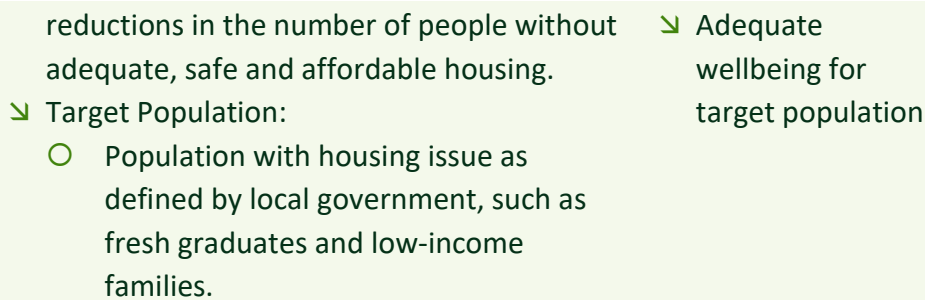 reductions in the number of people without
adequate, safe and affordable housing.
↘ Target Population:
○ Population with housing issue as
defined by local government, such as
fresh graduates and low-income
families.
↘ Adequate
wellbeing for
target population